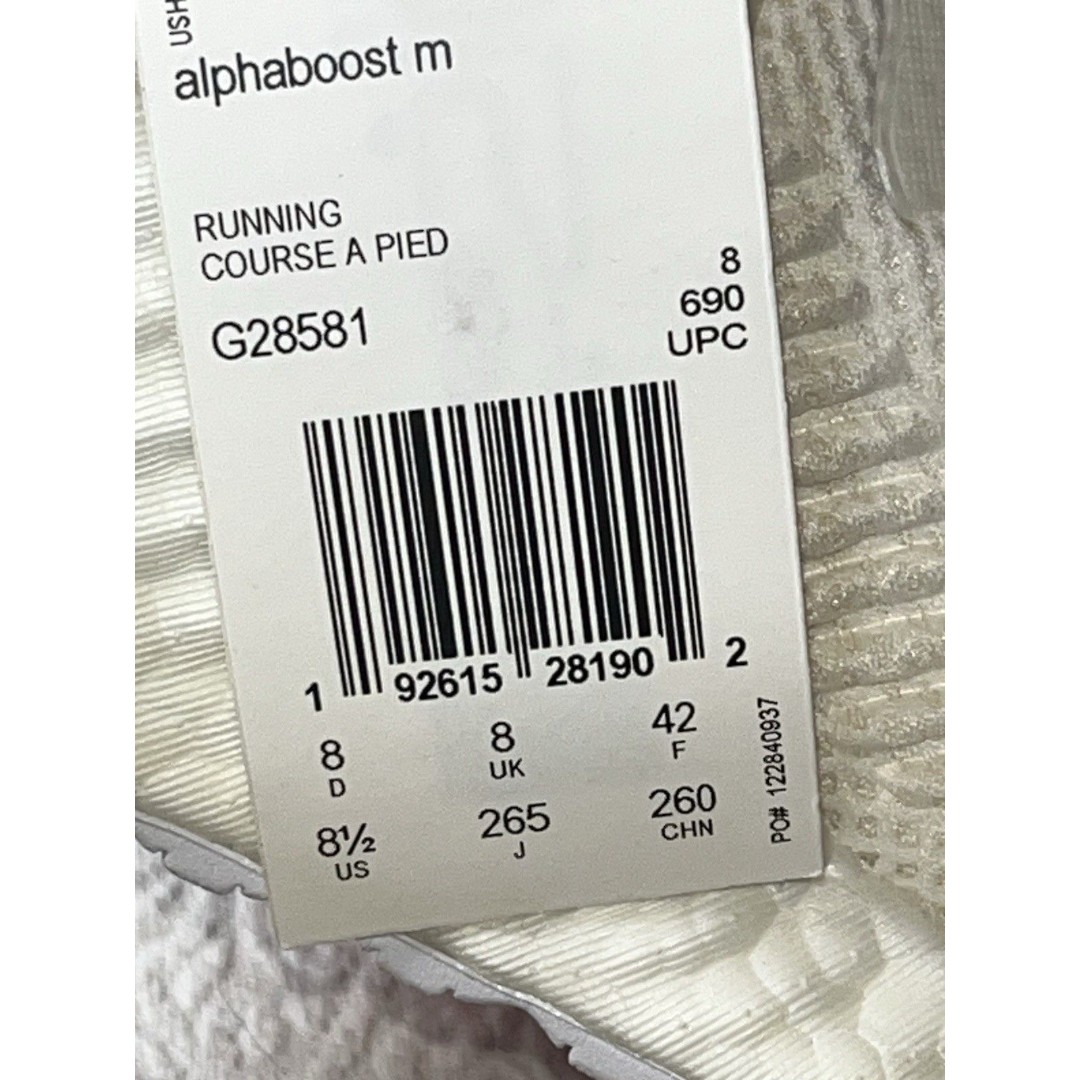 USH
alphaboost m
RUNNING
COURSE A PIED
G28581
8
690
UPC
1 92615 28190 2
8 8 42
D UK F
8½ 265 260
US J CHN
PO# 122840937